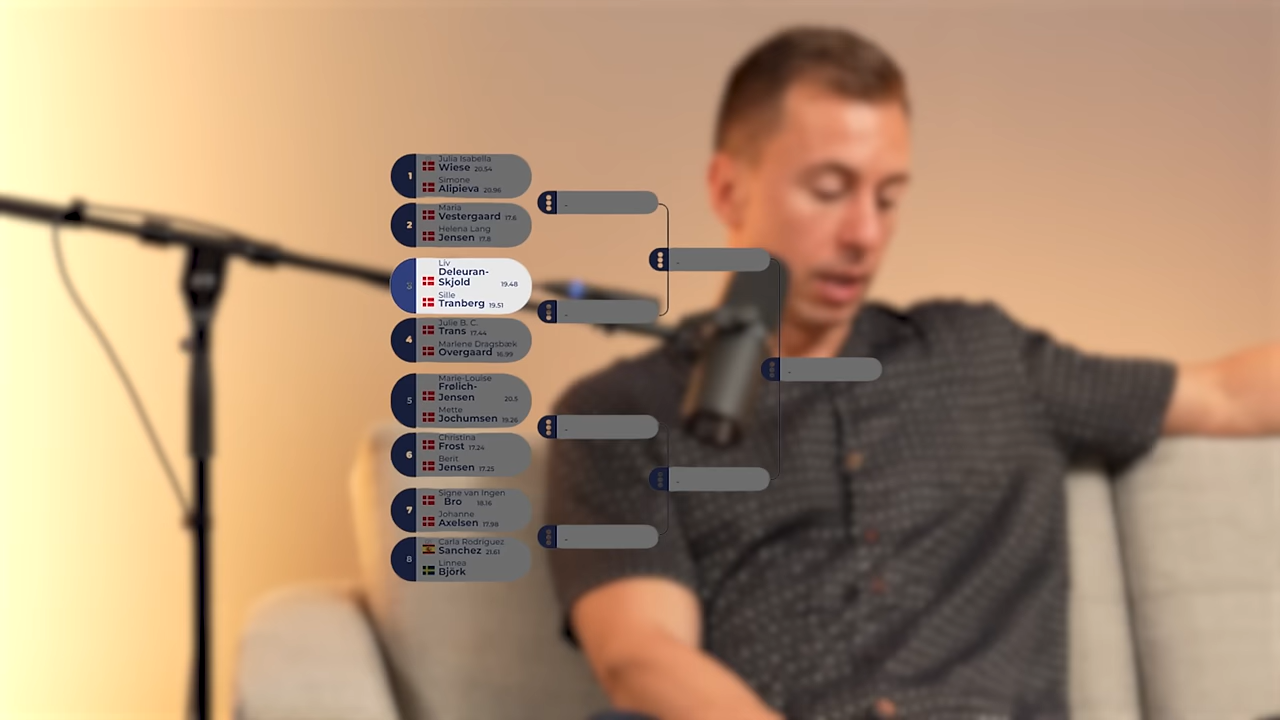 1
Julia Isabella
Wiese 20.54
Simone
Alipieva 20.96
2
Maria
Vestergaard 17.6
Helena Lang
Jensen 17.8
Liv
Deleuran-
Skjold 19.48
Sille
Tranberg 19.51
4
Julie B. C.
Trans 17.44
Marlene Dragsbæk
Overgaard 16.99
5
Marie-Louise
Frølich-
Jensen 20.5
Mette
Jochumsen 19.26
6
Christina
Frost 17.24
Berit
Jensen 17.25
7
Signe van Ingen
Bro 18.16
Johanne
Axelsen 17.98
8
Carla Rodriguez
Sanchez 21.61
Linnea
Björk